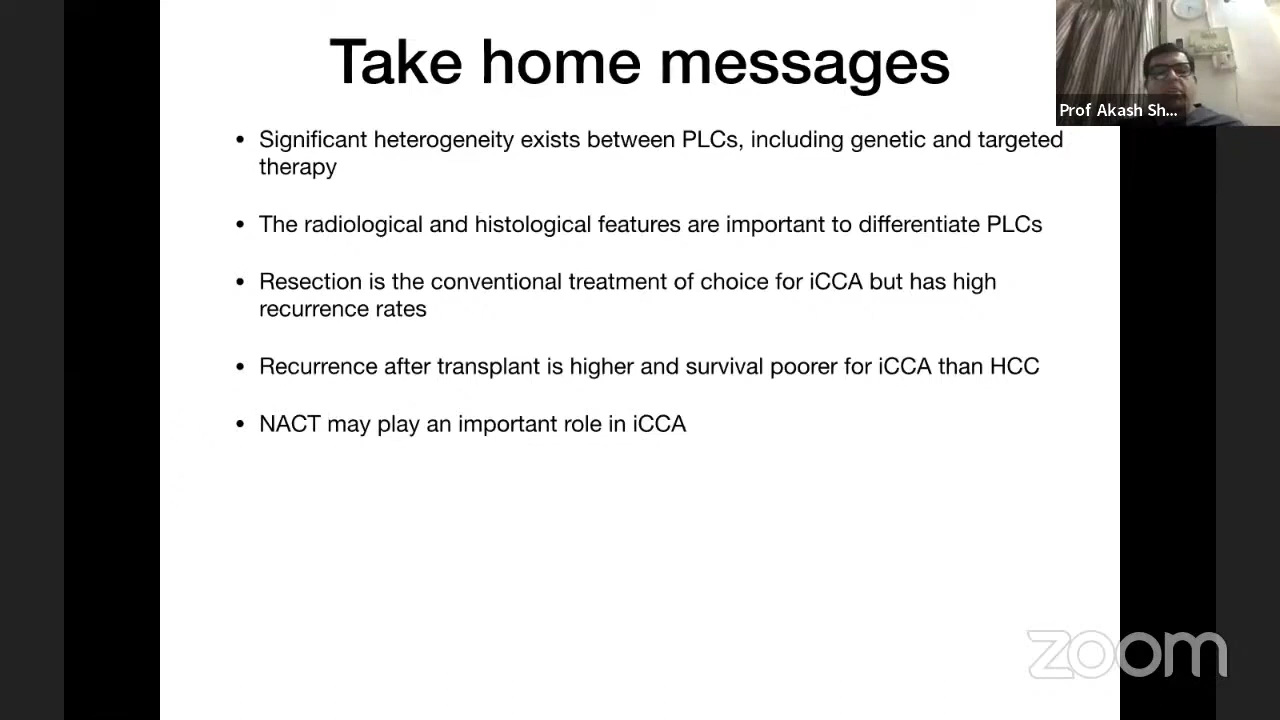 Take home messages
Prof Akash Sh...
• Significant heterogeneity exists between PLCs, including genetic and targeted
therapy
• The radiological and histological features are important to differentiate PLCs
• Resection is the conventional treatment of choice for iCCA but has high
recurrence rates
• Recurrence after transplant is higher and survival poorer for iCCA than HCC
• NACT may play an important role in iCCA
zoom